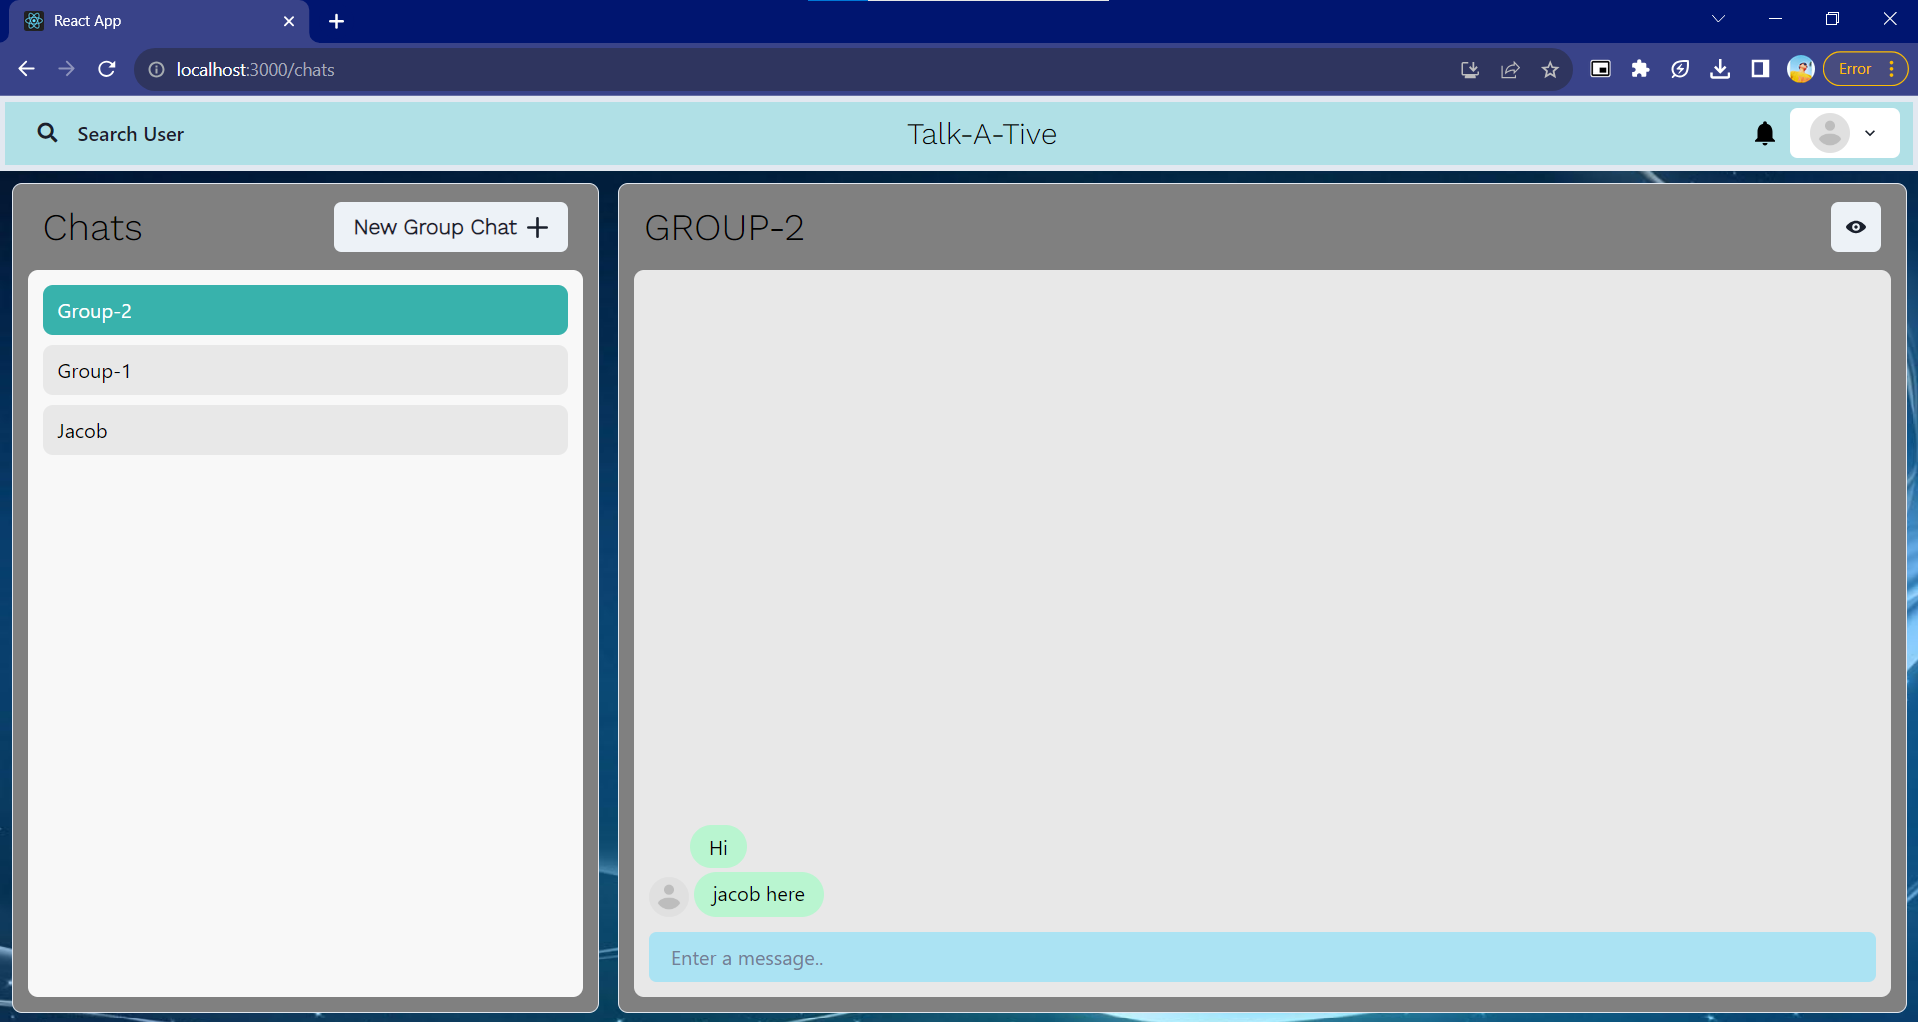 React App
localhost:3000/chats
Error
Search User
Talk-A-Tive
Chats
New Group Chat
Group-2
Group-1
Jacob
GROUP-2
Hi
jacob here
Enter a message..